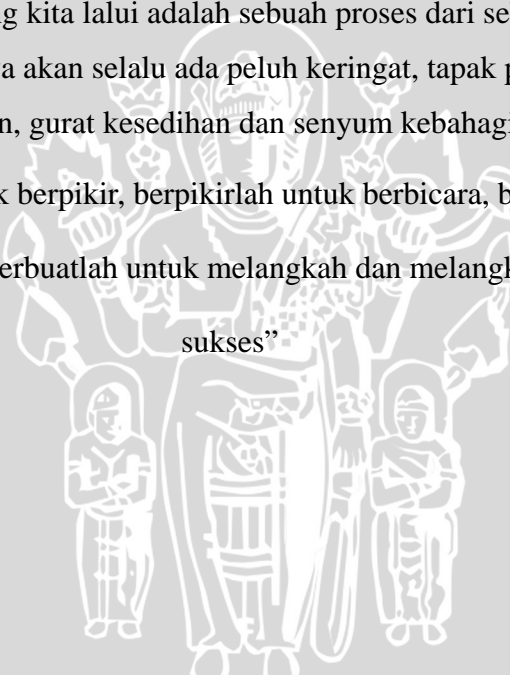 g kita lalui adalah sebuah proses dari se
a akan selalu ada peluh keringat, tapak p
n, gurat kesedihan dan senyum kebahagi
k berpikir, berpikirlah untuk berbicara, b
erbuatlah untuk melangkah dan melangk
sukses”